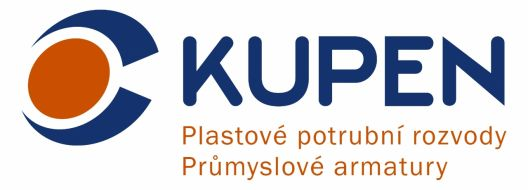 KUPEN
Plastové potrubní rozvody
Průmyslové armatury